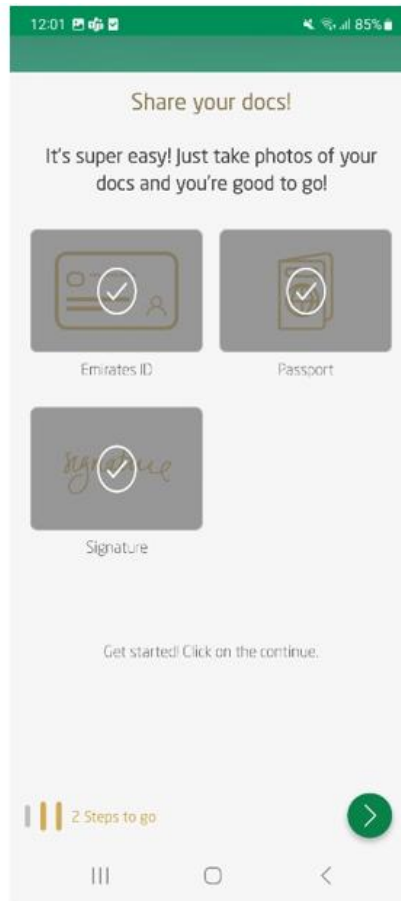 12:01
85%
Share your docs!
It's super easy! Just take photos of your
docs and you're good to go!
Emirates ID
Passport
signature
Signature
Get started! Click on the continue.
2 Steps to go